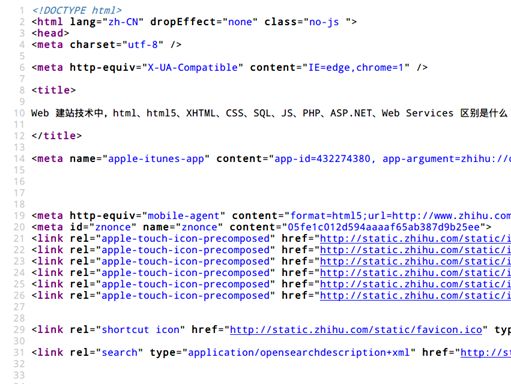 1 <!DOCTYPE html>
2 <html lang="zh-CN" dropEffect="none" class="no-js ">
3 <head>
4 <meta charset="utf-8" />
5
6 <meta http-equiv="X-UA-Compatible" content="IE=edge,chrome=1" />
7
8 <title>
9
10 Web 建站技术中，html、html5、XHTML、CSS、SQL、JS、PHP、ASP.NET、Web Services 区别是什么
11
12 </title>
13
14 <meta name="apple-itunes-app" content="app-id=432274380, app-argument=zhihu://
15
16
17
18
19 <meta http-equiv="mobile-agent" content="format=html5;url=http://www.zhihu.com
20 <meta id="znonce" name="znonce" content="05fe1c012d594aaaaf65ab387d9b25ee">
21 <link rel="apple-touch-icon-precomposed" href="http://static.zhihu.com/static/i
22 <link rel="apple-touch-icon-precomposed" href="http://static.zhihu.com/static/i
23 <link rel="apple-touch-icon-precomposed" href="http://static.zhihu.com/static/i
24 <link rel="apple-touch-icon-precomposed" href="http://static.zhihu.com/static/i
25 <link rel="apple-touch-icon-precomposed" href="http://static.zhihu.com/static/i
26 <link rel="apple-touch-icon-precomposed" href="http://static.zhihu.com/static/i
27
28
29 <link rel="shortcut icon" href="http://static.zhihu.com/static/favicon.ico" typ
30
31 <link rel="search" type="application/opensearchdescription+xml" href="http://s
32
33